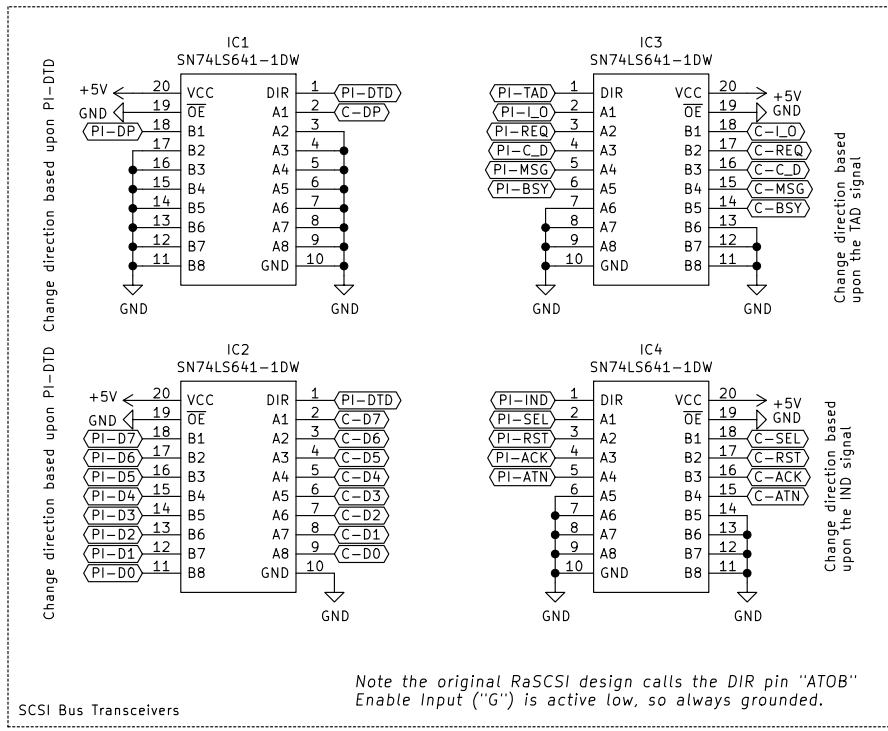 IC1
SN74LS641-1DW
Change direction based upon PI-DTD
+5V 20 VCC DIR 1 PI-DTD
GND 19 OE A1 2 C-DP
PI-DP 18 B1 A2 3
17 B2 A3 4
16 B3 A4 5
15 B4 A5 6
14 B5 A6 7
13 B6 A7 8
12 B7 A8 9
11 B8 GND 10
GND GND
IC3
SN74LS641-1DW
PI-TAD 1 DIR VCC 20 +5V
PI-I_O 2 A1 OE 19 GND
PI-REQ 3 A2 B1 18 C-I_O
PI-C_D 4 A3 B2 17 C-REQ
PI-MSG 5 A4 B3 16 C-C_D
PI-BSY 6 A5 B4 15 C-MSG
7 A6 B5 14 C-BSY
8 A7 B6 13
9 A8 B7 12
10 GND B8 11
GND GND
Change direction based
upon the TAD signal
IC2
SN74LS641-1DW
Change direction based upon PI-DTD
+5V 20 VCC DIR 1 PI-DTD
GND 19 OE A1 2 C-D7
PI-D7 18 B1 A2 3 C-D6
PI-D6 17 B2 A3 4 C-D5
PI-D5 16 B3 A4 5 C-D4
PI-D4 15 B4 A5 6 C-D3
PI-D3 14 B5 A6 7 C-D2
PI-D2 13 B6 A7 8 C-D1
PI-D1 12 B7 A8 9 C-D0
PI-D0 11 B8 GND 10
GND
IC4
SN74LS641-1DW
PI-IND 1 DIR VCC 20 +5V
PI-SEL 2 A1 OE 19 GND
PI-RST 3 A2 B1 18 C-SEL
PI-ACK 4 A3 B2 17 C-RST
PI-ATN 5 A4 B3 16 C-ACK
6 A5 B4 15 C-ATN
7 A6 B5 14
8 A7 B6 13
9 A8 B7 12
10 GND B8 11
GND GND
Change direction based
upon the IND signal
Note the original RaSCSI design calls the DIR pin "ATOB"
Enable Input ("G") is active low, so always grounded.
SCSI Bus Transceivers